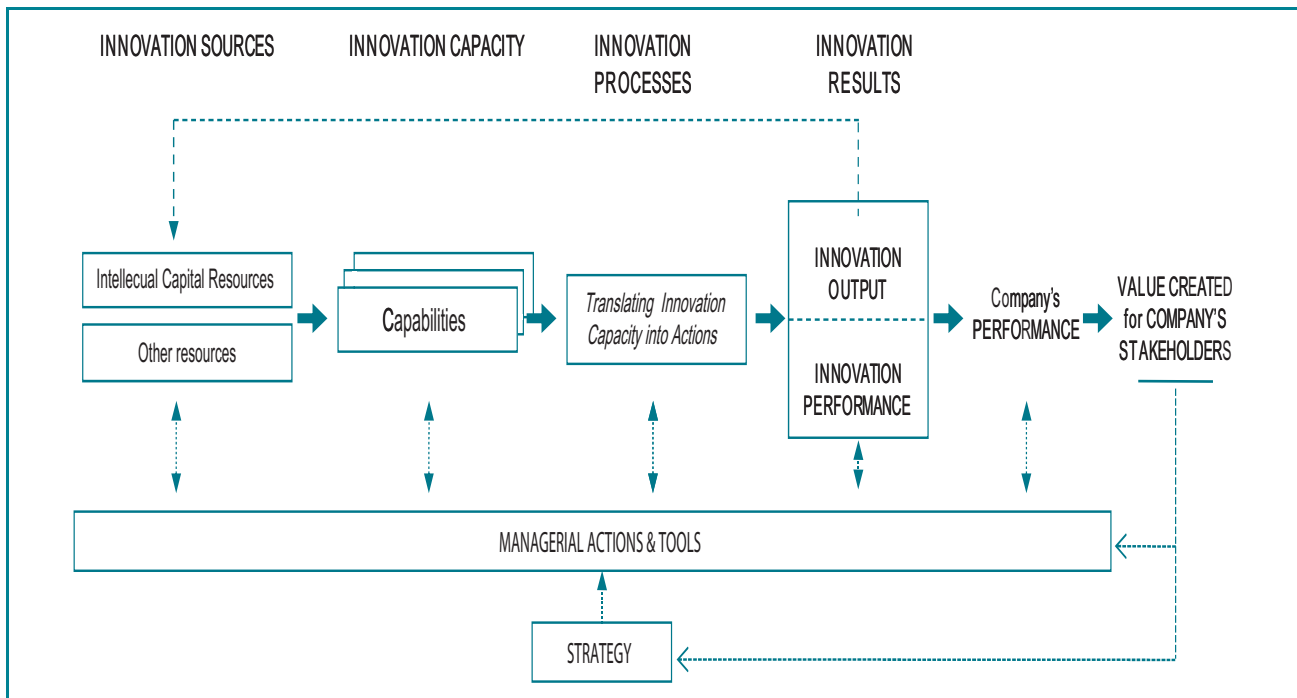 INNOVATION SOURCES
INNOVATION CAPACITY
INNOVATION
PROCESSES
INNOVATION
RESULTS
Intellecual Capital Resources
Other resources
Capabilities
Translating Innovation
Capacity into Actions
INNOVATION
OUTPUT
INNOVATION
PERFORMANCE
Company's
PERFORMANCE
VALUE CREATED
for COMPANY'S
STAKEHOLDERS
MANAGERIAL ACTIONS & TOOLS
STRATEGY